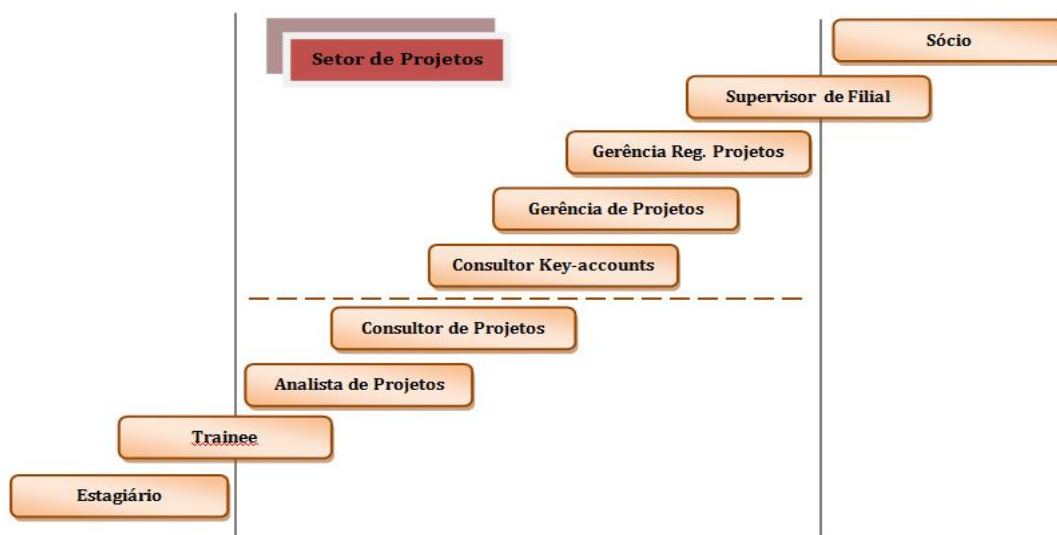 Sócio
Setor de Projetos
Supervisor de Filial
Gerência Reg. Projetos
Gerência de Projetos
Consultor Key-accounts
Consultor de Projetos
Analista de Projetos
Trainee
Estagiário